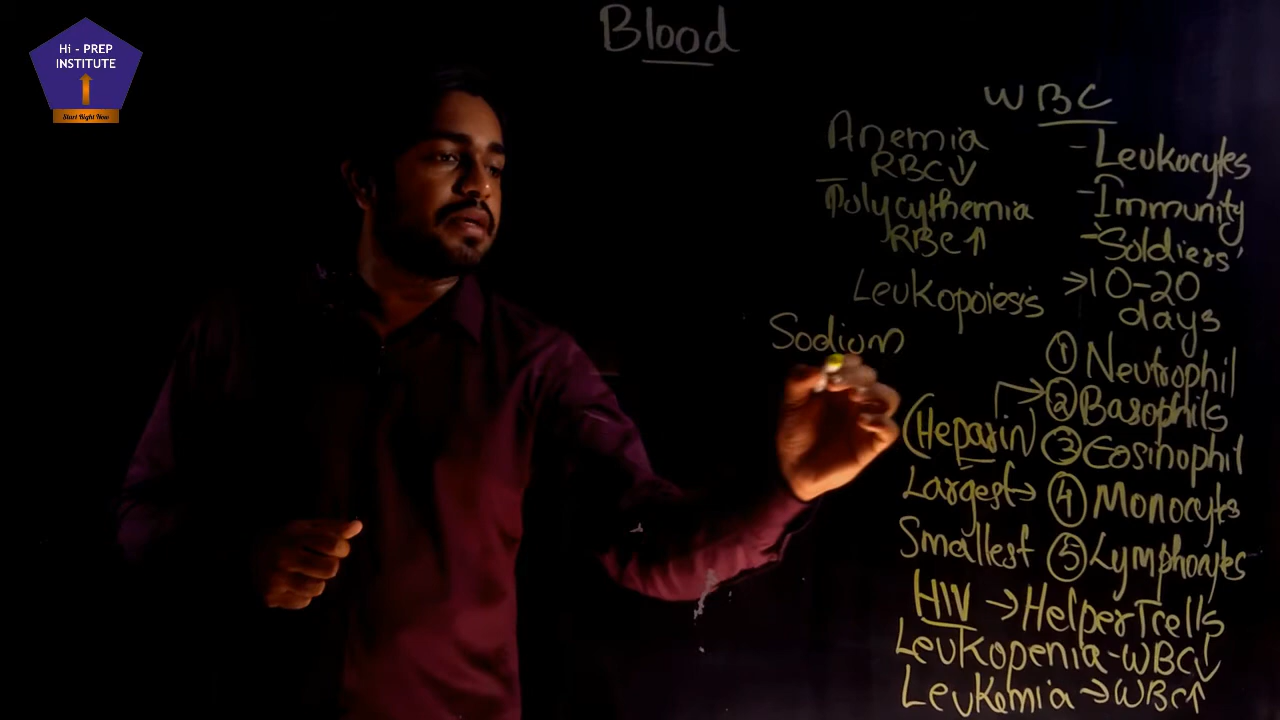 Hi - PREP
INSTITUTE
Start Right Now
Blood
WBC
Anemia
RBC↓
Polycythemia
RBC↑
Leukopoiesis
Sodium
- Leukocytes
- Immunity
- 'Soldiers'
→ 10-20
days
① Neutrophil
② Basophils
(Heparin)
③ Eosinophil
Largest → ④ Monocyts
Smallest ⑤ Lymphocytes
HIV → Helper T cells
Leukopenia - WBC↓
Leukemia → WBC↑